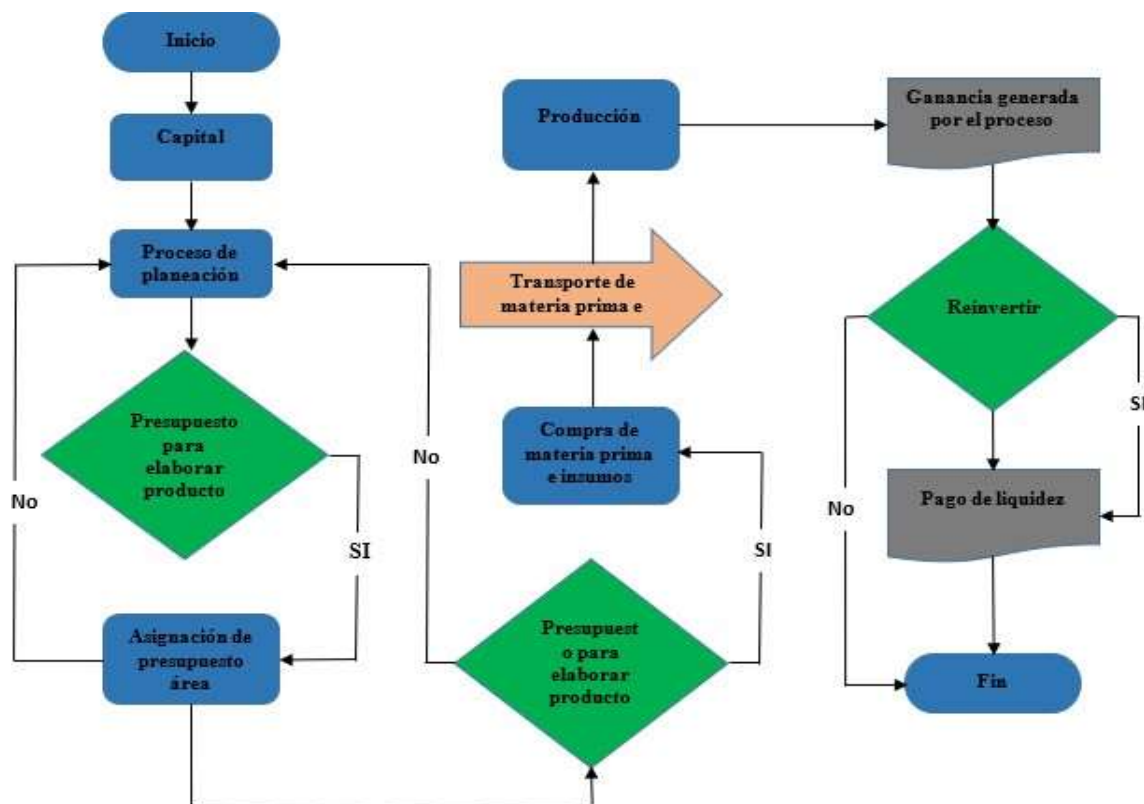 Inicio
Capital
Proceso de
planeación
Presupuesto
para
elaborar
producto
No
SI
Asignación de
presupuesto
área
No
Presupuest
o para
elaborar
producto
SI
Compra de
materia prima
e insumos
Transporte de
materia prima e
Producción
Ganancia generada
por el proceso
Reinvertir
No
SI
Pago de liquidez
Fin